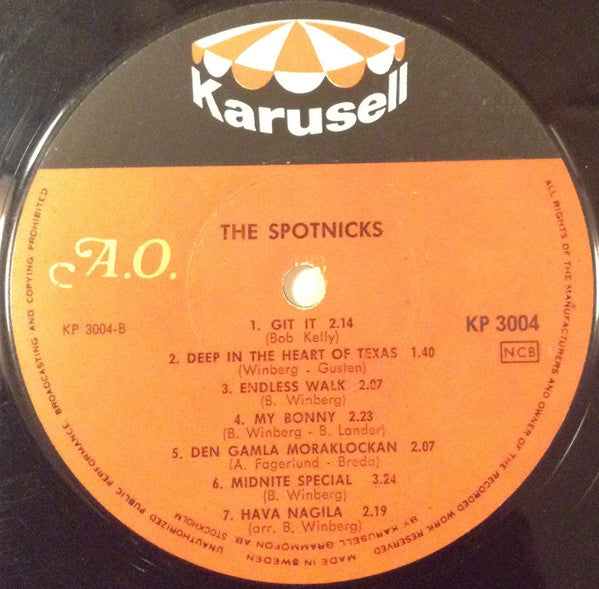 Karusell
THE SPOTNICKS
A.O.
KP 3004-B
KP 3004
NCB
1. GIT IT 2.14
(Bob Kelly)
2. DEEP IN THE HEART OF TEXAS 1.40
(Winberg - Gusten)
3. ENDLESS WALK 2.07
(B. Winberg)
4. MY BONNY 2.23
(B. Winberg - B. Lander)
5. DEN GAMLA MORAKLOCKAN 2.07
(A. Fagerlund - Bredo)
6. MIDNITE SPECIAL 3.24
(B. Winberg)
7. HAVA NAGILA 2.19
(arr. B. Winberg)
ALL RIGHTS OF THE MANUFACTURERS AND OWNER OF THE RECORDED WORK RESERVED
UNAUTHORIZED PUBLIC PERFORMANCE BROADCASTING AND COPYING PROHIBITED
STOCKHOLM BY KARUSELL GRAMMOFON AB
MADE IN SWEDEN